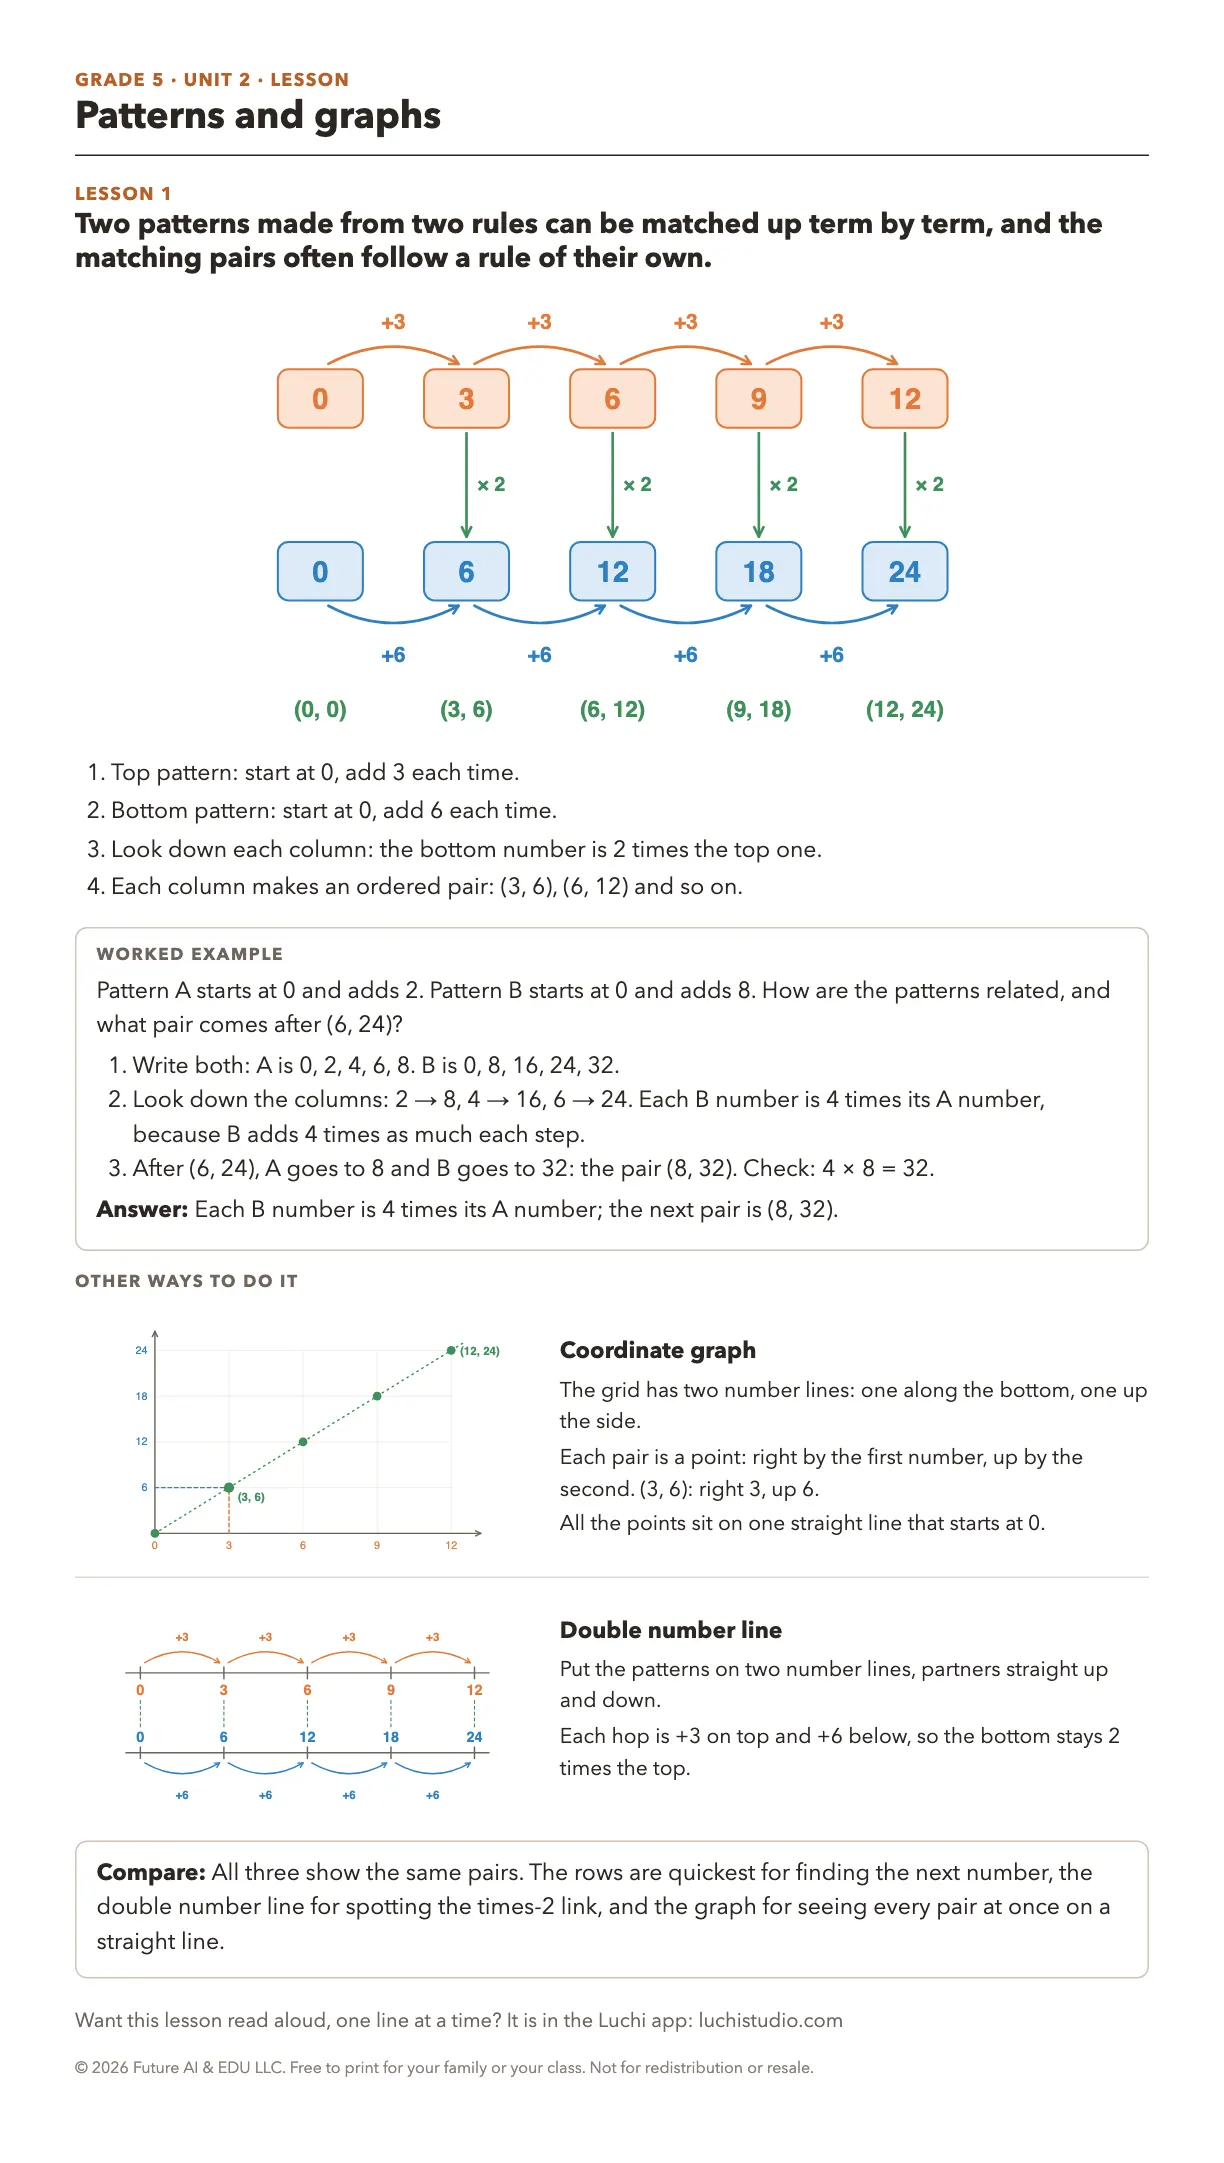 GRADE 5 · UNIT 2 · LESSON
Patterns and graphs
LESSON 1
Two patterns made from two rules can be matched up term by term, and the
matching pairs often follow a rule of their own.
+3 +3 +3 +3
0 3 6 9 12
× 2 × 2 × 2 × 2
0 6 12 18 24
+6 +6 +6 +6
(0, 0) (3, 6) (6, 12) (9, 18) (12, 24)
1. Top pattern: start at 0, add 3 each time.
2. Bottom pattern: start at 0, add 6 each time.
3. Look down each column: the bottom number is 2 times the top one.
4. Each column makes an ordered pair: (3, 6), (6, 12) and so on.
WORKED EXAMPLE
Pattern A starts at 0 and adds 2. Pattern B starts at 0 and adds 8. How are the patterns related, and
what pair comes after (6, 24)?
1. Write both: A is 0, 2, 4, 6, 8. B is 0, 8, 16, 24, 32.
2. Look down the columns: 2 → 8, 4 → 16, 6 → 24. Each B number is 4 times its A number,
because B adds 4 times as much each step.
3. After (6, 24), A goes to 8 and B goes to 32: the pair (8, 32). Check: 4 × 8 = 32.
Answer: Each B number is 4 times its A number; the next pair is (8, 32).
OTHER WAYS TO DO IT
24 (12, 24)
18
12
6 (3, 6)
0 3 6 9 12
Coordinate graph
The grid has two number lines: one along the bottom, one up
the side.
Each pair is a point: right by the first number, up by the
second. (3, 6): right 3, up 6.
All the points sit on one straight line that starts at 0.
+3 +3 +3 +3
0 3 6 9 12
0 6 12 18 24
+6 +6 +6 +6
Double number line
Put the patterns on two number lines, partners straight up
and down.
Each hop is +3 on top and +6 below, so the bottom stays 2
times the top.
Compare: All three show the same pairs. The rows are quickest for finding the next number, the
double number line for spotting the times-2 link, and the graph for seeing every pair at once on a
straight line.
Want this lesson read aloud, one line at a time? It is in the Luchi app: luchistudio.com
© 2026 Future AI & EDU LLC. Free to print for your family or your class. Not for redistribution or resale.